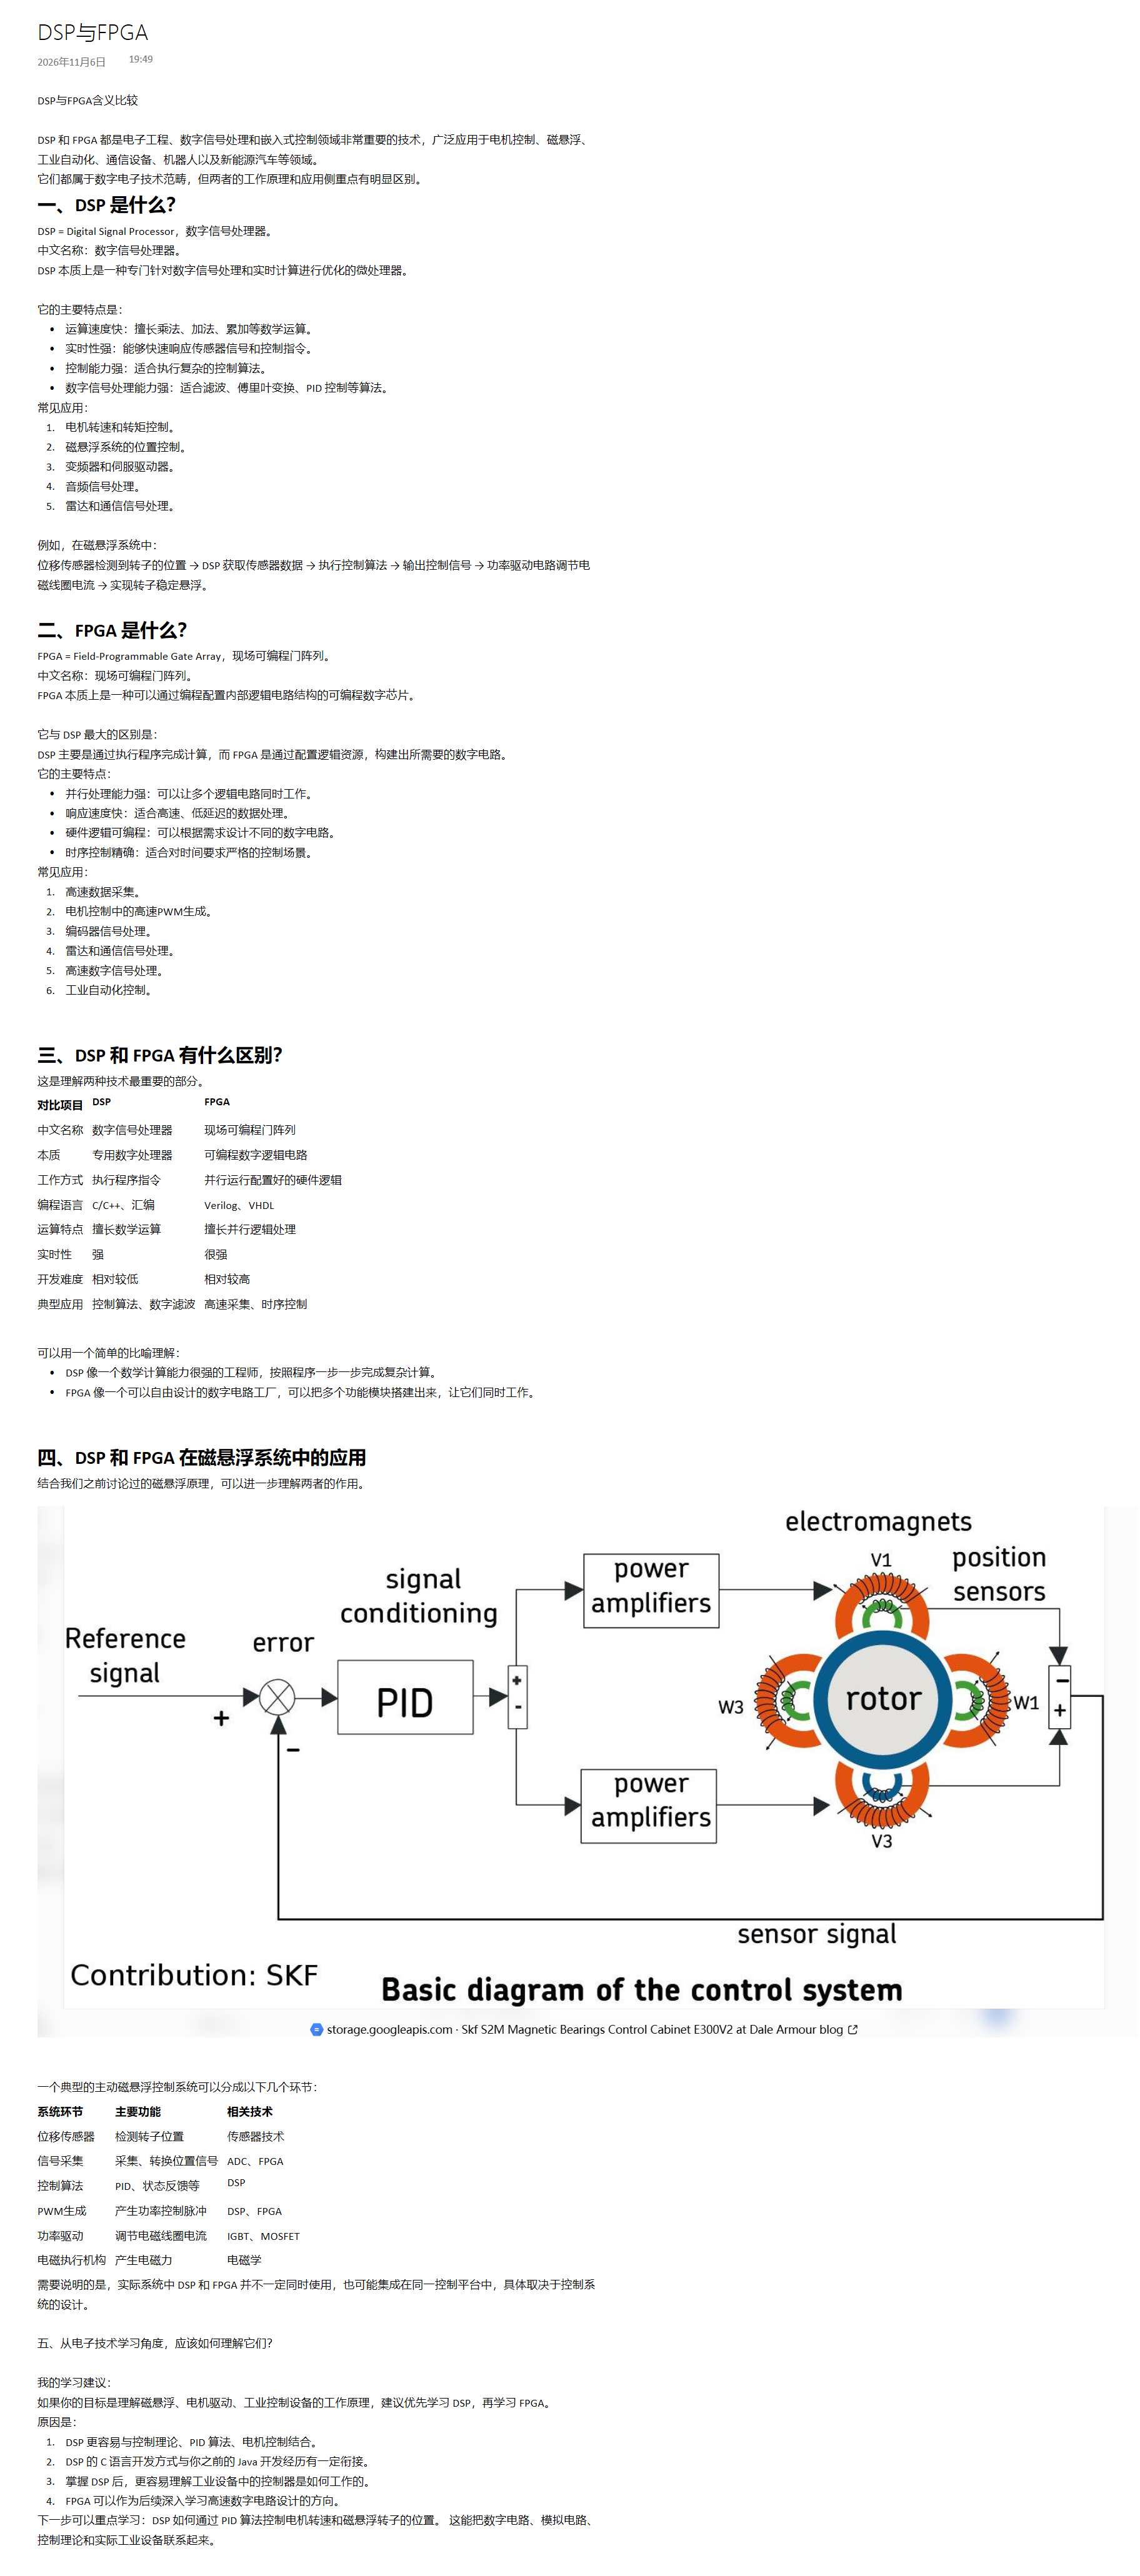 DSP与FPGA
2026年11月6日 19:49
DSP与FPGA含义比较
DSP 和 FPGA 都是电子工程、数字信号处理和嵌入式控制领域非常重要的技术，广泛应用于电机控制、磁悬浮、
工业自动化、通信设备、机器人以及新能源汽车等领域。
它们都属于数字电子技术范畴，但两者的工作原理和应用侧重点有明显区别。
一、DSP 是什么？
DSP = Digital Signal Processor，数字信号处理器。
中文名称：数字信号处理器。
DSP 本质上是一种专门针对数字信号处理和实时计算进行优化的微处理器。
它的主要特点是：
• 运算速度快：擅长乘法、加法、累加等数学运算。
• 实时性强：能够快速响应传感器信号和控制指令。
• 控制能力强：适合执行复杂的控制算法。
• 数字信号处理能力强：适合滤波、傅里叶变换、PID 控制等算法。
常见应用：
1. 电机转速和转矩控制。
2. 磁悬浮系统的位置控制。
3. 变频器和伺服驱动器。
4. 音频信号处理。
5. 雷达和通信信号处理。
例如，在磁悬浮系统中：
位移传感器检测到转子的位置 → DSP 获取传感器数据 → 执行控制算法 → 输出控制信号 → 功率驱动电路调节电
磁线圈电流 → 实现转子稳定悬浮。
二、FPGA 是什么？
FPGA = Field-Programmable Gate Array，现场可编程门阵列。
中文名称：现场可编程门阵列。
FPGA 本质上是一种可以通过编程配置内部逻辑电路结构的可编程数字芯片。
它与 DSP 最大的区别是：
DSP 主要是通过执行程序完成计算，而 FPGA 是通过配置逻辑资源，构建出所需要的数字电路。
它的主要特点：
• 并行处理能力强：可以让多个逻辑电路同时工作。
• 响应速度快：适合高速、低延迟的数据处理。
• 硬件逻辑可编程：可以根据需求设计不同的数字电路。
• 时序控制精确：适合对时间要求严格的控制场景。
常见应用：
1. 高速数据采集。
2. 电机控制中的高速PWM生成。
3. 编码器信号处理。
4. 雷达和通信信号处理。
5. 高速数字信号处理。
6. 工业自动化控制。
三、DSP 和 FPGA 有什么区别？
这是理解两种技术最重要的部分。
对比项目 DSP FPGA
中文名称 数字信号处理器 现场可编程门阵列
本质 专用数字处理器 可编程数字逻辑电路
工作方式 执行程序指令 并行运行配置好的硬件逻辑
编程语言 C/C++、汇编 Verilog、VHDL
运算特点 擅长数学运算 擅长并行逻辑处理
实时性 强 很强
开发难度 相对较低 相对较高
典型应用 控制算法、数字滤波 高速采集、时序控制
可以用一个简单的比喻理解：
• DSP 像一个数学计算能力很强的工程师，按照程序一步一步完成复杂计算。
• FPGA 像一个可以自由设计的数字电路工厂，可以把多个功能模块搭建出来，让它们同时工作。
四、DSP 和 FPGA 在磁悬浮系统中的应用
结合我们之前讨论过的磁悬浮原理，可以进一步理解两者的作用。
electromagnets
V1
position
sensors
power
amplifiers
signal
conditioning
Reference
signal
error
+
−
PID
+
-
W3
rotor
W1
−
+
power
amplifiers
V3
sensor signal
Contribution: SKF
Basic diagram of the control system
storage.googleapis.com · Skf S2M Magnetic Bearings Control Cabinet E300V2 at Dale Armour blog
一个典型的主动磁悬浮控制系统可以分成以下几个环节：
系统环节 主要功能 相关技术
位移传感器 检测转子位置 传感器技术
信号采集 采集、转换位置信号 ADC、FPGA
控制算法 PID、状态反馈等 DSP
PWM生成 产生功率控制脉冲 DSP、FPGA
功率驱动 调节电磁线圈电流 IGBT、MOSFET
电磁执行机构 产生电磁力 电磁学
需要说明的是，实际系统中 DSP 和 FPGA 并不一定同时使用，也可能集成在同一控制平台中，具体取决于控制系
统的设计。
五、从电子技术学习角度，应该如何理解它们？
我的学习建议：
如果你的目标是理解磁悬浮、电机驱动、工业控制设备的工作原理，建议优先学习 DSP，再学习 FPGA。
原因是：
1. DSP 更容易与控制理论、PID 算法、电机控制结合。
2. DSP 的 C 语言开发方式与你之前的 Java 开发经历有一定衔接。
3. 掌握 DSP 后，更容易理解工业设备中的控制器是如何工作的。
4. FPGA 可以作为后续深入学习高速数字电路设计的方向。
下一步可以重点学习：DSP 如何通过 PID 算法控制电机转速和磁悬浮转子的位置。 这能把数字电路、模拟电路、
控制理论和实际工业设备联系起来。